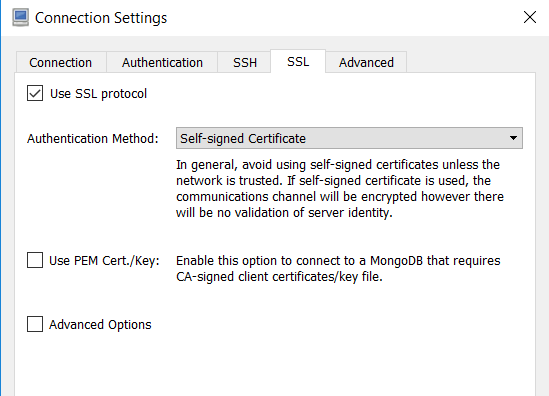 Connection Settings
Connection Authentication SSH SSL Advanced
Use SSL protocol
Authentication Method: Self-signed Certificate
In general, avoid using self-signed certificates unless the
network is trusted. If self-signed certificate is used, the
communications channel will be encrypted however there
will be no validation of server identity.
Use PEM Cert./Key: Enable this option to connect to a MongoDB that requires
CA-signed client certificates/key file.
Advanced Options